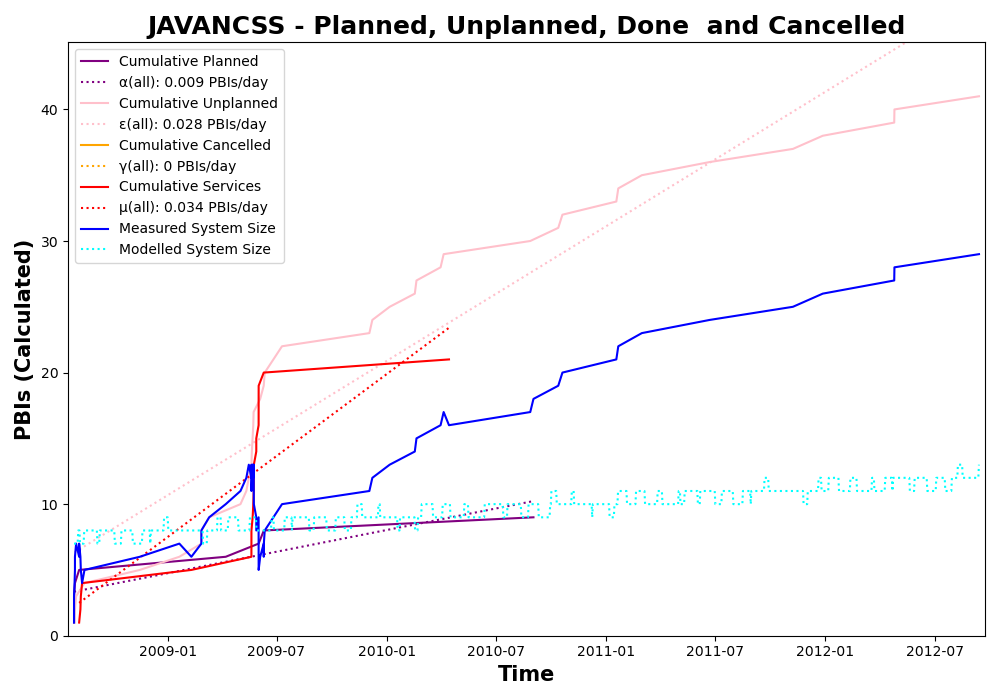 JAVANCSS - Planned, Unplanned, Done  and Cancelled
Cumulative Planned
α(all): 0.009 PBIs/day
Cumulative Unplanned
ε(all): 0.028 PBIs/day
Cumulative Cancelled
γ(all): 0 PBIs/day
Cumulative Services
μ(all): 0.034 PBIs/day
Measured System Size
Modelled System Size
PBIs (Calculated)
40
30
20
10
0
2009-01 2009-07 2010-01 2010-07 2011-01 2011-07 2012-01 2012-07
Time